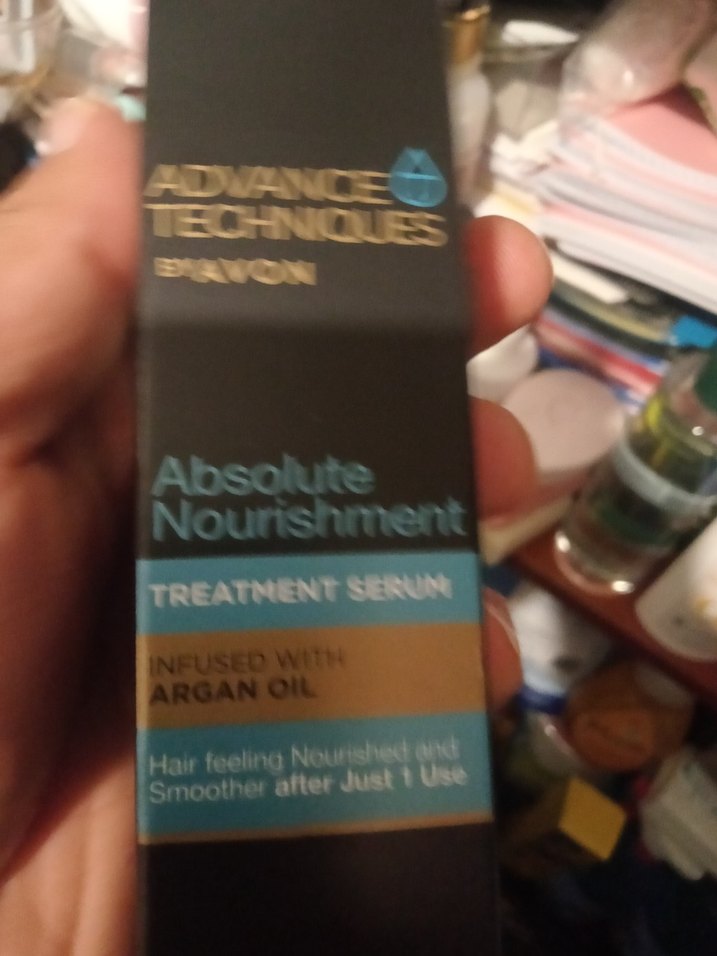 ADVANCE
TECHNIQUES
BY AVON
Absolute
Nourishment
TREATMENT SERUM
INFUSED WITH
ARGAN OIL
Hair feeling Nourished and
Smoother after Just 1 Use